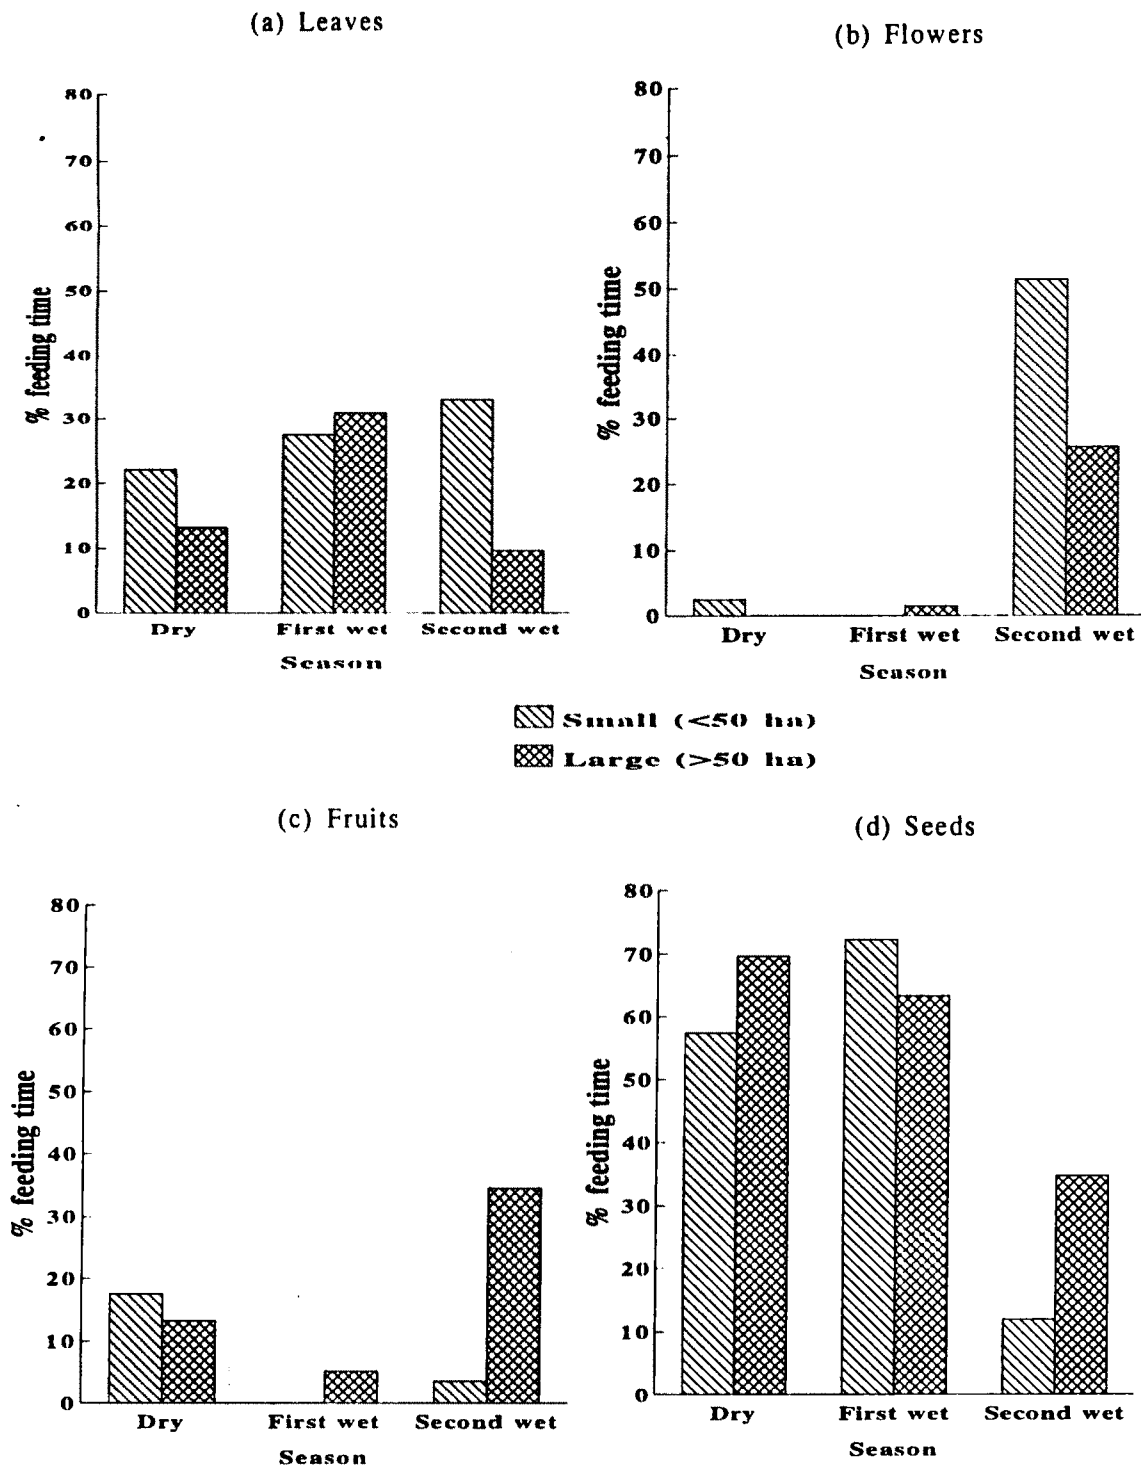 (a) Leaves
80
70
60
50
40
30
20
10
0
% feeding time
Dry First wet Second wet
Season
(b) Flowers
80
70
60
50
40
30
20
10
0
% feeding time
Dry First wet Second wet
Season
Small (<50 ha)
Large (>50 ha)
(c) Fruits
80
70
60
50
40
30
20
10
0
% feeding time
Dry First wet Second wet
Season
(d) Seeds
80
70
60
50
40
30
20
10
0
% feeding time
Dry First wet Second wet
Season